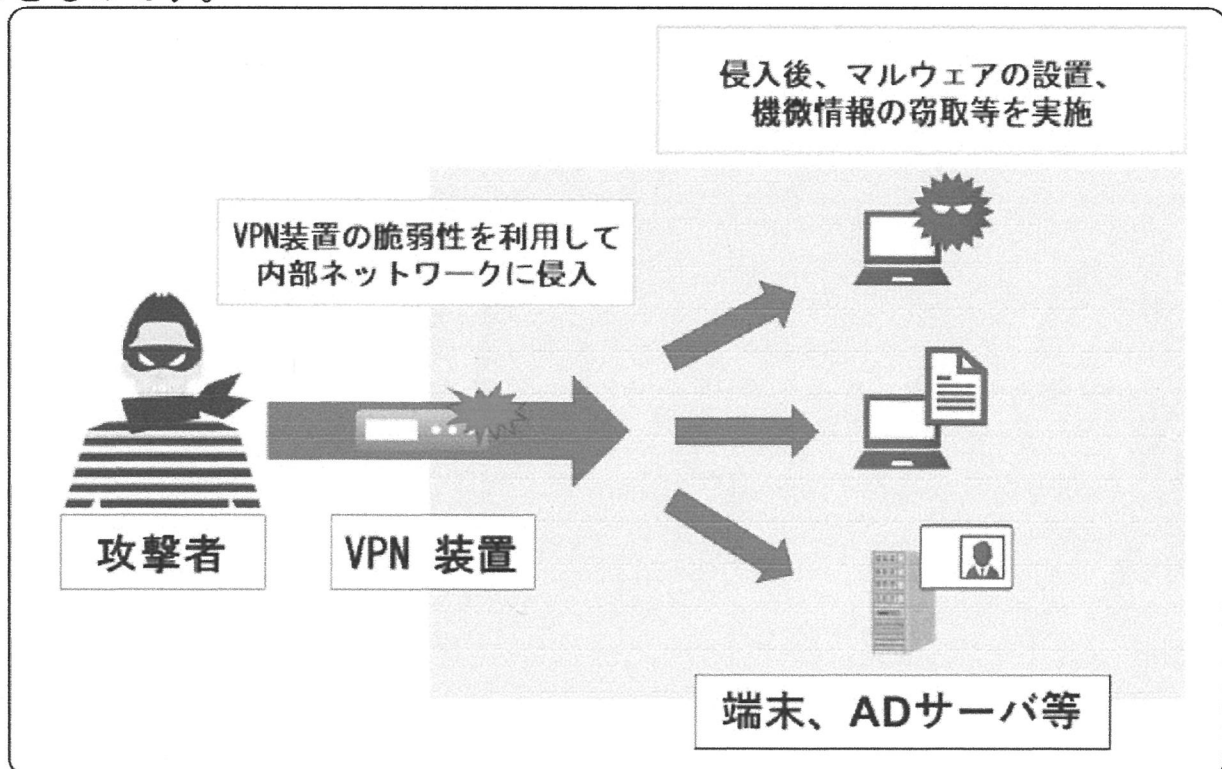 侵入後、マルウェアの設置、
機微情報の窃取等を実施
VPN装置の脆弱性を利用して
内部ネットワークに侵入
攻撃者
VPN 装置
端末、ADサーバ等